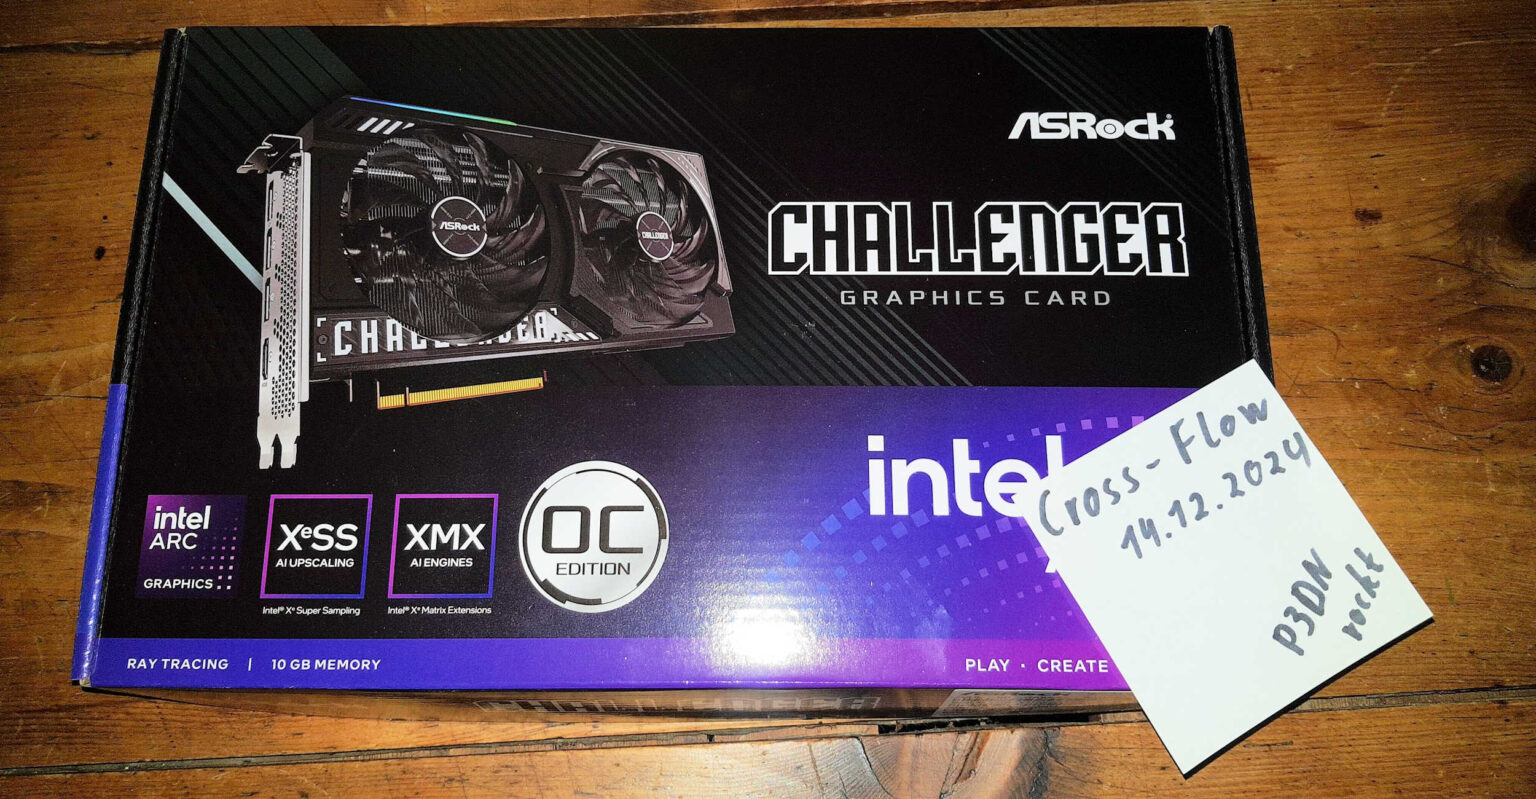 ASRock
CHALLENGER
GRAPHICS CARD
ASRock
CHALLENGER
CHALLENGER
intel
intel
ARC
GRAPHICS
XeSS
AI UPSCALING
Intel® Xe Super Sampling
XMX
AI ENGINES
Intel® Xe Matrix Extensions
OC
EDITION
RAY TRACING | 10 GB MEMORY
PLAY · CREATE
Cross-Flow
14.12.2024
P3DN
rockt
CHALLENGER